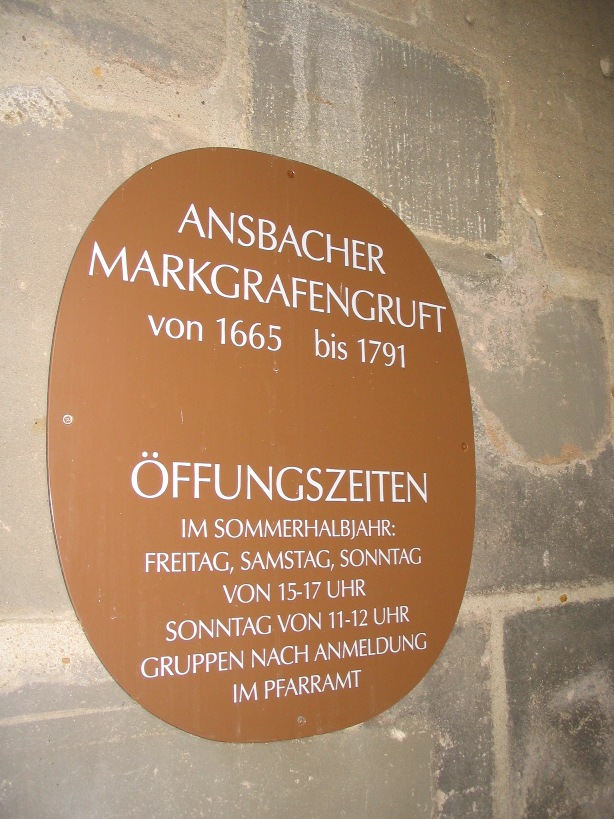 ANSBACHER
MARKGRAFENGRUFT
von 1665 bis 1791
ÖFFUNGSZEITEN
IM SOMMERHALBJAHR:
FREITAG, SAMSTAG, SONNTAG
VON 15-17 UHR
SONNTAG VON 11-12 UHR
GRUPPEN NACH ANMELDUNG
IM PFARRAMT